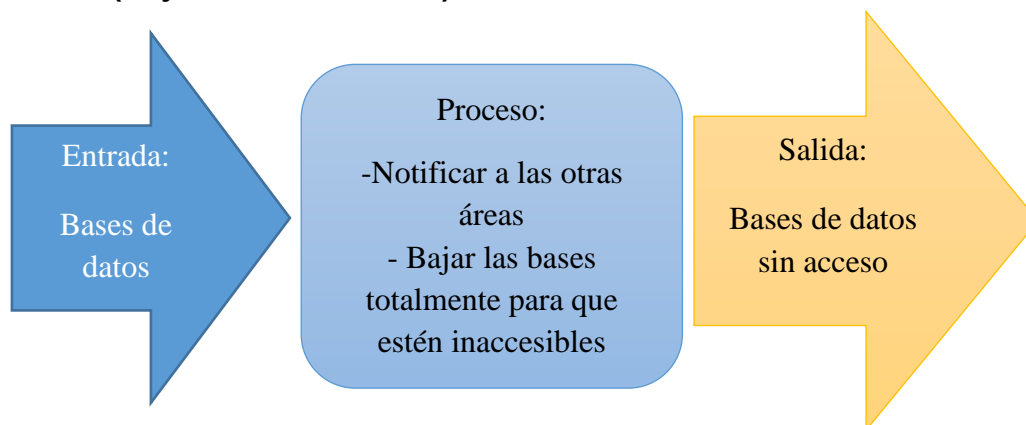 Entrada:
Bases de
datos
Proceso:
-Notificar a las otras
áreas
- Bajar las bases
totalmente para que
estén inaccesibles
Salida:
Bases de datos
sin acceso